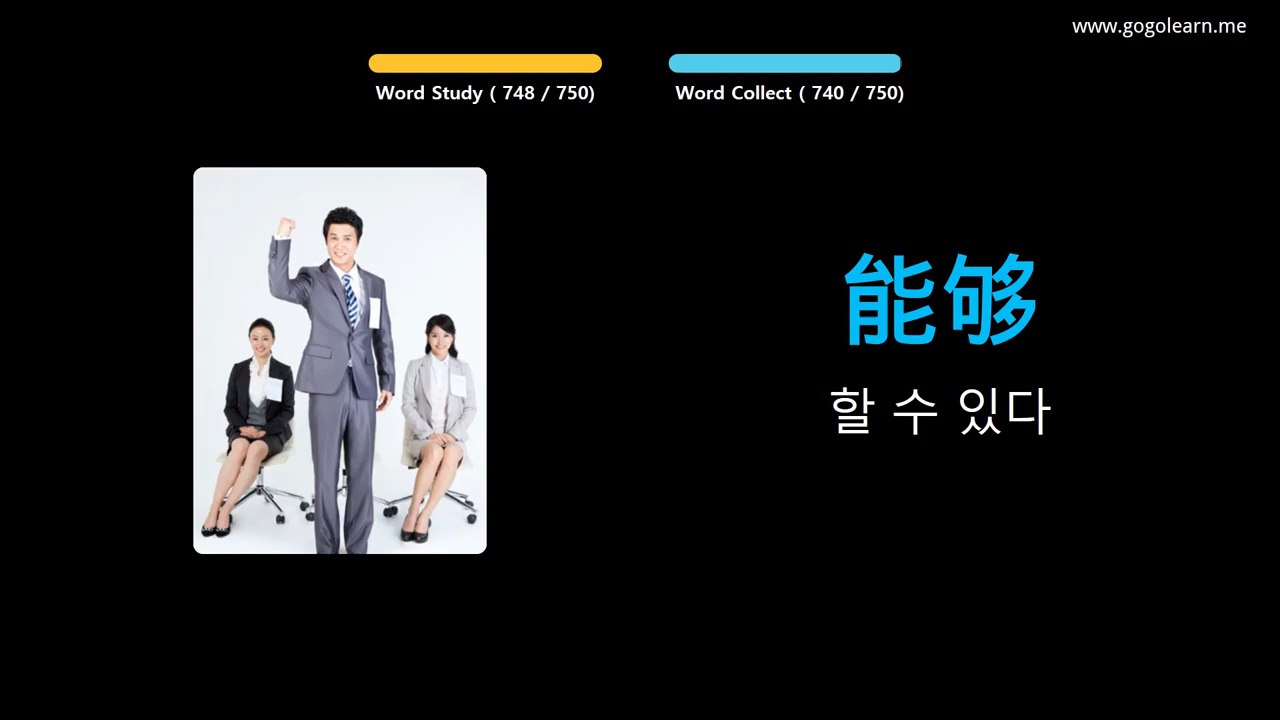 www.gogolearn.me
Word Study ( 748 / 750)
Word Collect ( 740 / 750)
能够
할 수 있다